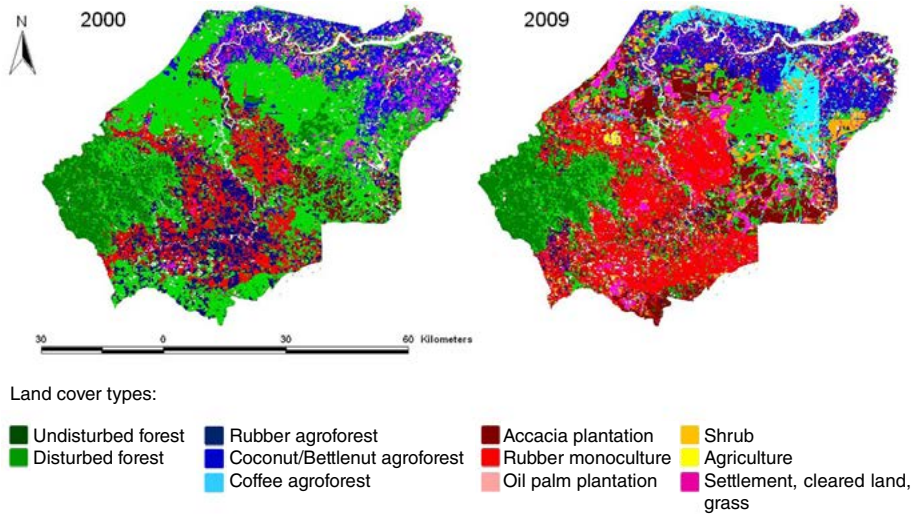 N
2000
2009
30 0 30 60 Kilometers
Land cover types:
Undisturbed forest
Disturbed forest
Rubber agroforest
Coconut/Bettlenut agroforest
Coffee agroforest
Accacia plantation
Rubber monoculture
Oil palm plantation
Shrub
Agriculture
Settlement, cleared land,
grass